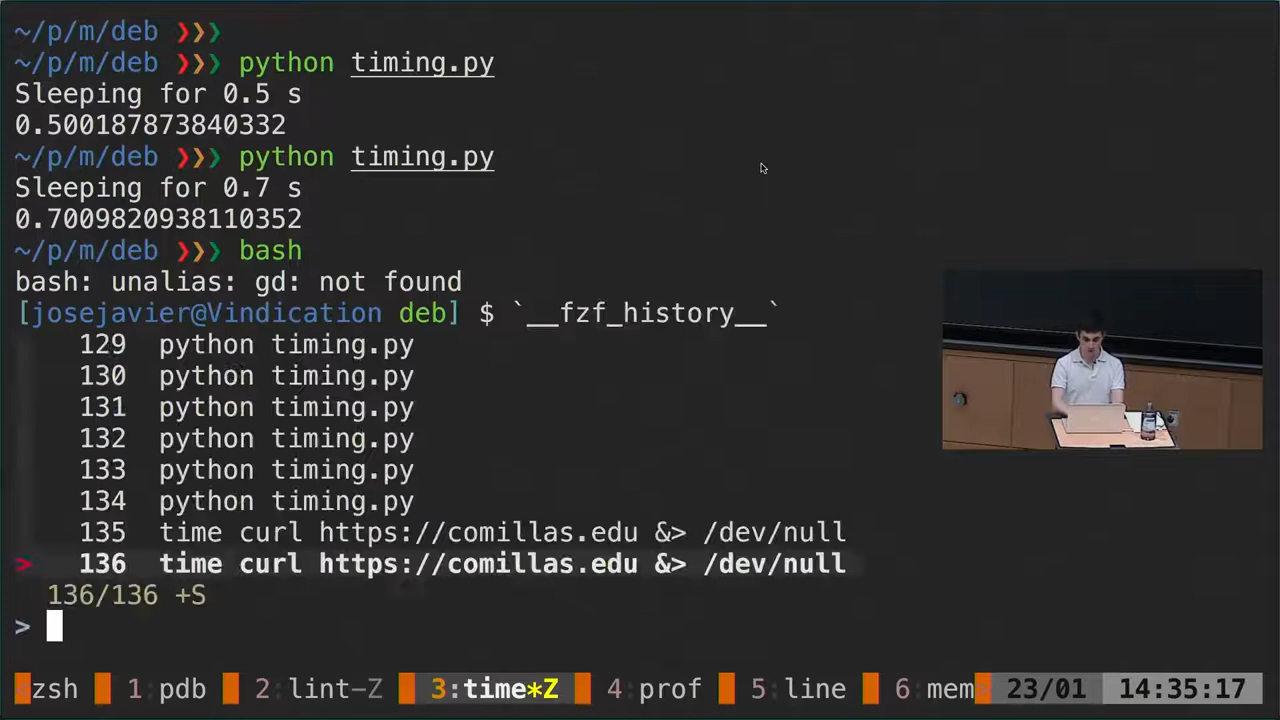 ~/p/m/deb ❯❯❯
~/p/m/deb ❯❯❯ python timing.py
Sleeping for 0.5 s
0.500187873840332
~/p/m/deb ❯❯❯ python timing.py
Sleeping for 0.7 s
0.7009820938110352
~/p/m/deb ❯❯❯ bash
bash: unalias: gd: not found
[josejavier@Vindication deb] $ `__fzf_history__`
129 python timing.py
130 python timing.py
131 python timing.py
132 python timing.py
133 python timing.py
134 python timing.py
135 time curl https://comillas.edu &> /dev/null
> 136 time curl https://comillas.edu &> /dev/null
136/136 +S
>
<zsh 1:pdb 2:lint-Z 3:time*Z 4:prof 5:line 6:mem> 23/01 14:35:17